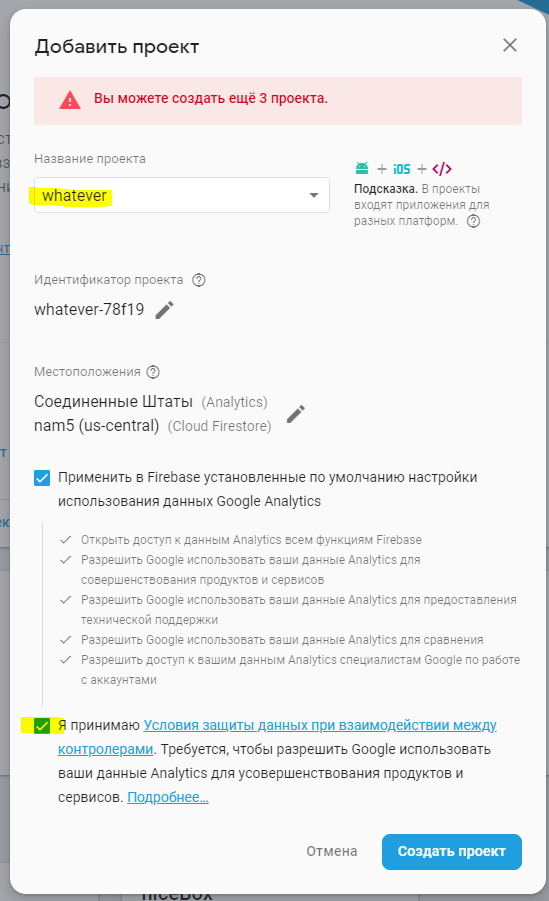 Добавить проект
Вы можете создать ещё 3 проекта.
Название проекта
whatever
+ iOS + </>
Подсказка. В проекты
входят приложения для
разных платформ.
Идентификатор проекта
whatever-78f19
Местоположения
Соединенные Штаты (Analytics)
nam5 (us-central) (Cloud Firestore)
Применить в Firebase установленные по умолчанию настройки
использования данных Google Analytics
Открыть доступ к данным Analytics всем функциям Firebase
Разрешить Google использовать ваши данные Analytics для
совершенствования продуктов и сервисов
Разрешить Google использовать ваши данные Analytics для предоставления
технической поддержки
Разрешить Google использовать ваши данные Analytics для сравнения
Разрешить доступ к вашим данным Analytics специалистам Google по работе
с аккаунтами
Я принимаю Условия защиты данных при взаимодействии между
контролерами. Требуется, чтобы разрешить Google использовать
ваши данные Analytics для усовершенствования продуктов и
сервисов. Подробнее...
Отмена
Создать проект